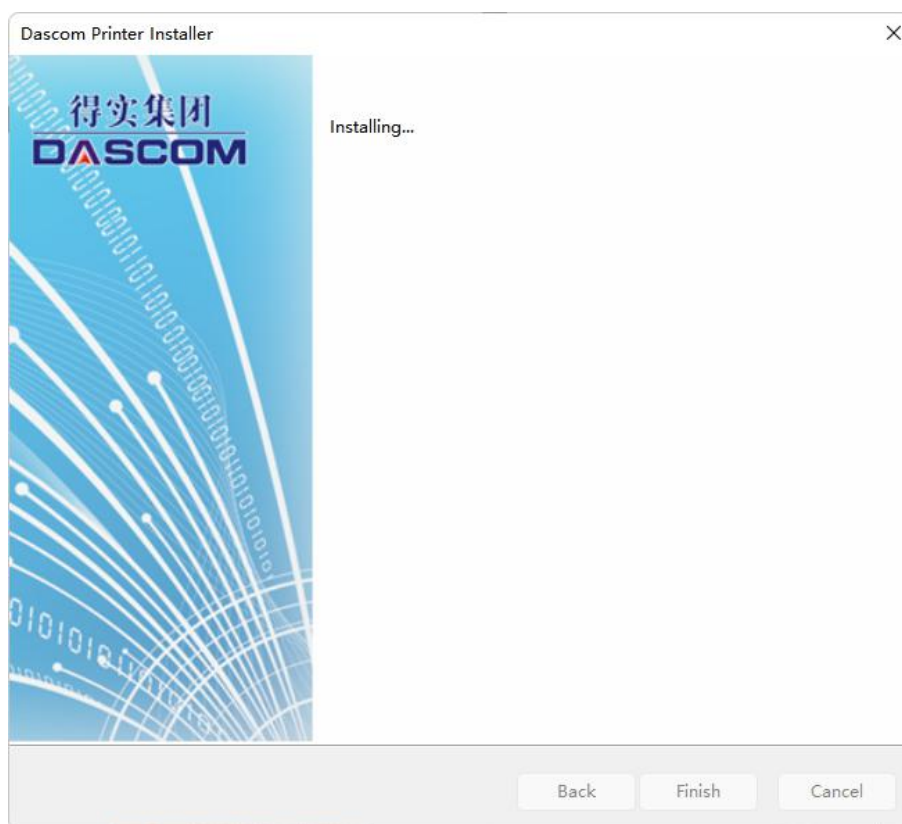 Dascom Printer Installer
得实集团
DASCOM
Installing...
Back
Finish
Cancel